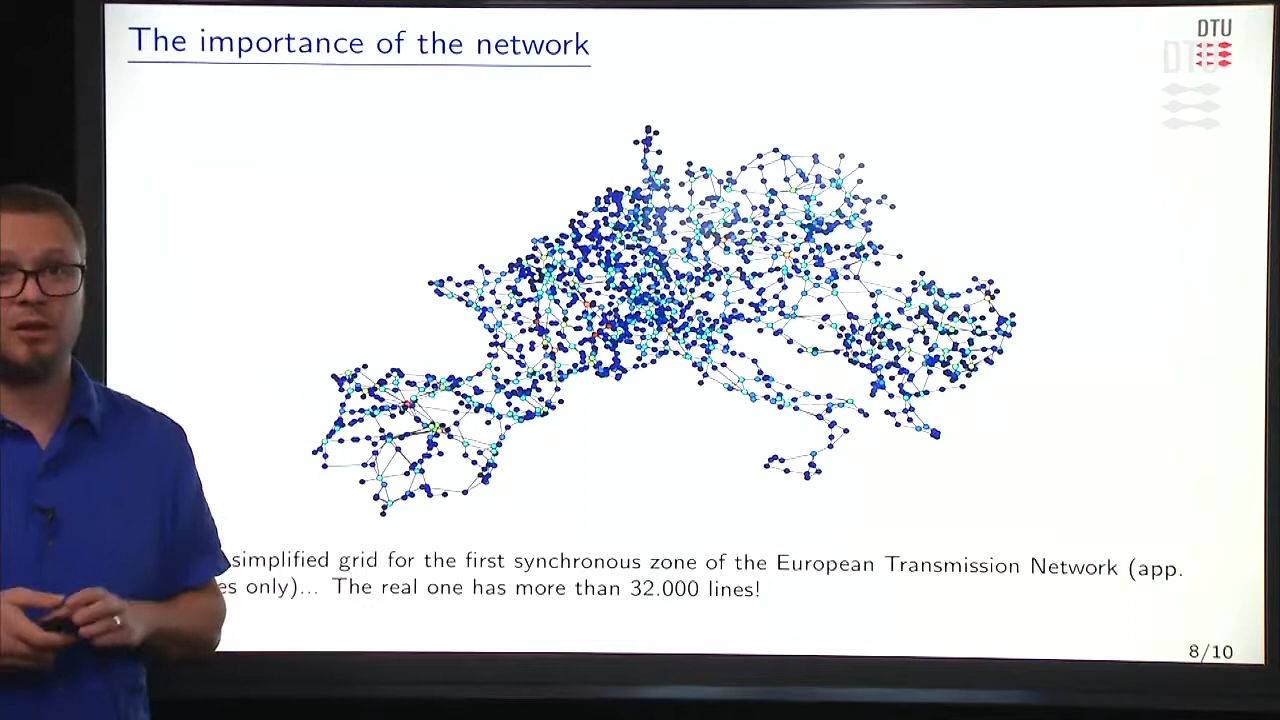 The importance of the network
DTU
DTU
simplified grid for the first synchronous zone of the European Transmission Network (app.
es only)... The real one has more than 32.000 lines!
8/10